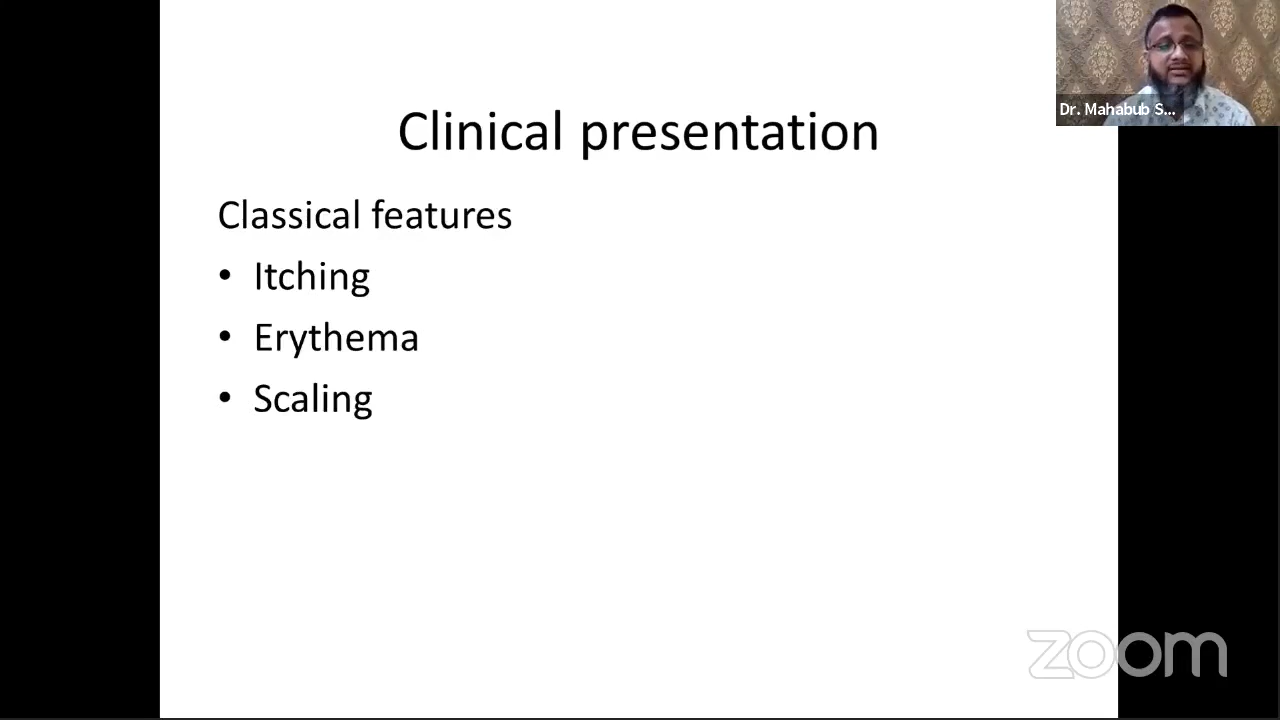 Dr. Mahabub S...
Clinical presentation
Classical features
• Itching
• Erythema
• Scaling
zoom